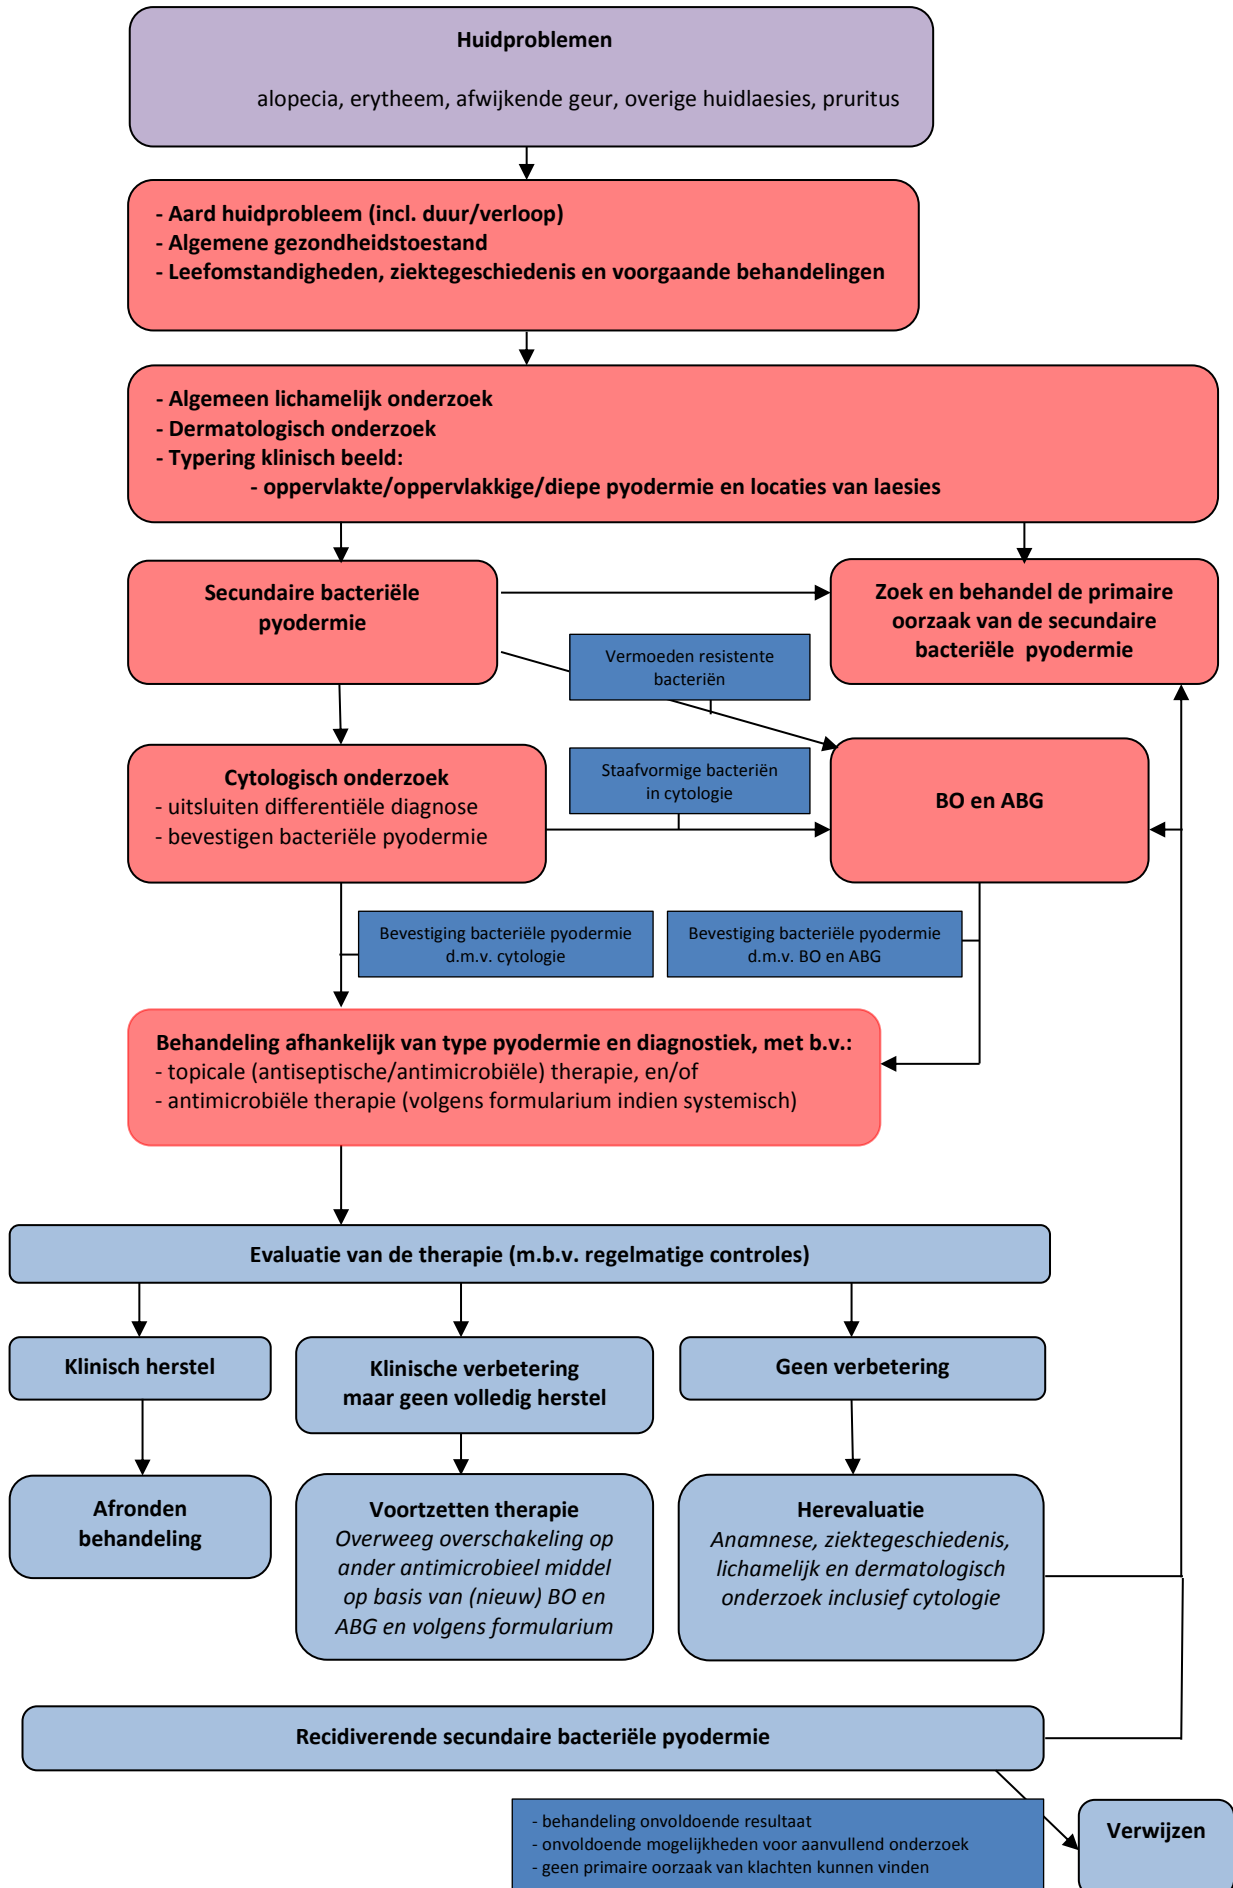 Huidproblemen
alopecia, erytheem, afwijkende geur, overige huidlaesies, pruritus
- Aard huidprobleem (incl. duur/verloop)
- Algemene gezondheidstoestand
- Leefomstandigheden, ziektegeschiedenis en voorgaande behandelingen
- Algemeen lichamelijk onderzoek
- Dermatologisch onderzoek
- Typering klinisch beeld:
- oppervlakte/oppervlakkige/diepe pyodermie en locaties van laesies
Secundaire bacteriële
pyodermie
Zoek en behandel de primaire
oorzaak van de secundaire
bacteriële pyodermie
Vermoeden resistente
bacteriën
Cytologisch onderzoek
- uitsluiten differentiële diagnose
- bevestigen bacteriële pyodermie
Staafvormige bacteriën
in cytologie
BO en ABG
Bevestiging bacteriële pyodermie
d.m.v. cytologie
Bevestiging bacteriële pyodermie
d.m.v. BO en ABG
Behandeling afhankelijk van type pyodermie en diagnostiek, met b.v.:
- topicale (antiseptische/antimicrobiële) therapie, en/of
- antimicrobiële therapie (volgens formularium indien systemisch)
Evaluatie van de therapie (m.b.v. regelmatige controles)
Klinisch herstel
Klinische verbetering
maar geen volledig herstel
Geen verbetering
Afronden
behandeling
Voortzetten therapie
Overweeg overschakeling op
ander antimicrobieel middel
op basis van (nieuw) BO en
ABG en volgens formularium
Herevaluatie
Anamnese, ziektegeschiedenis,
lichamelijk en dermatologisch
onderzoek inclusief cytologie
Recidiverende secundaire bacteriële pyodermie
- behandeling onvoldoende resultaat
- onvoldoende mogelijkheden voor aanvullend onderzoek
- geen primaire oorzaak van klachten kunnen vinden
Verwijzen